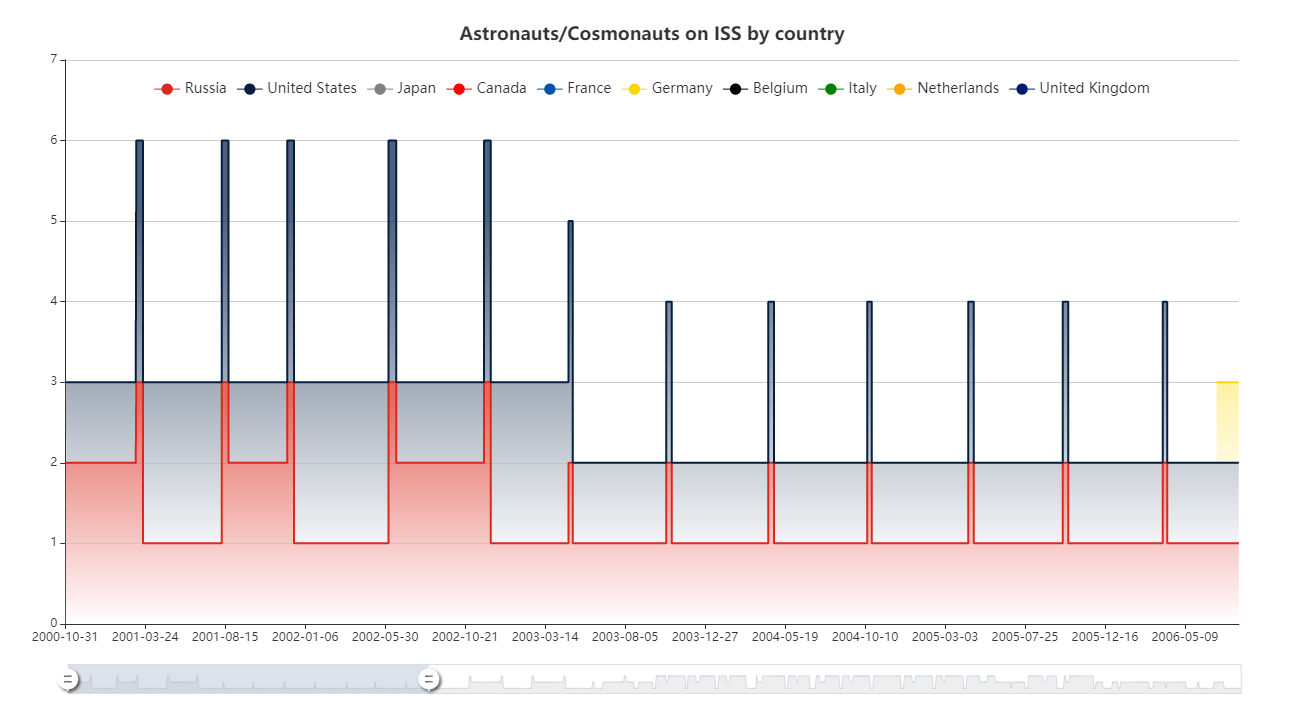 Astronauts/Cosmonauts on ISS by country
7
Russia United States Japan Canada France Germany Belgium Italy Netherlands United Kingdom
6
5
4
3
2
1
0
2000-10-31 2001-03-24 2001-08-15 2002-01-06 2002-05-30 2002-10-21 2003-03-14 2003-08-05 2003-12-27 2004-05-19 2004-10-10 2005-03-03 2005-07-25 2005-12-16 2006-05-09